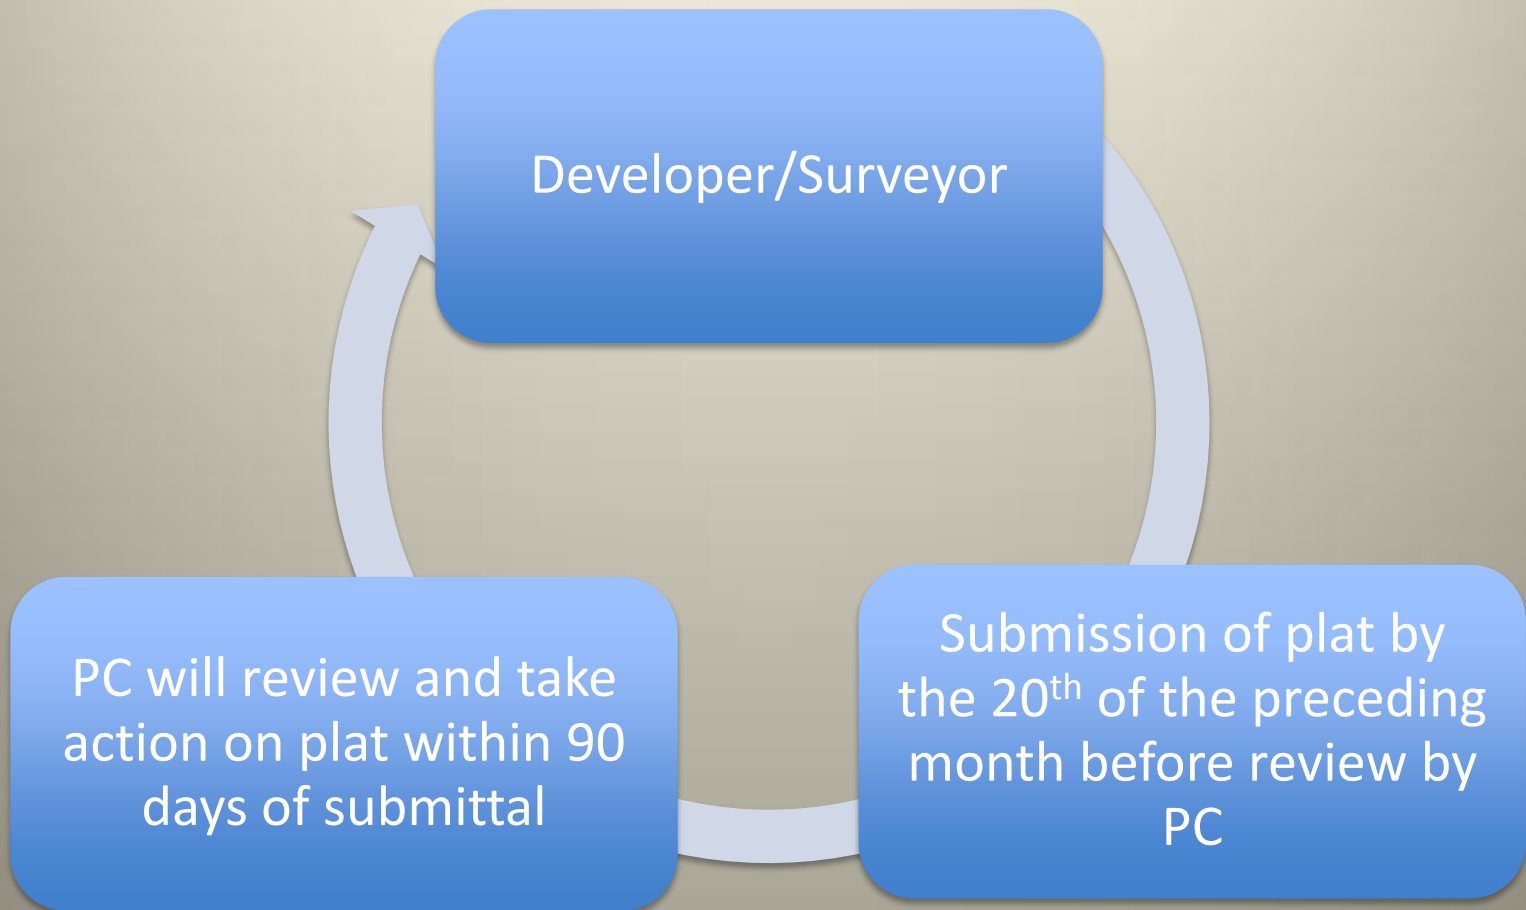 Developer/Surveyor
Submission of plat by
the 20th of the preceding
month before review by
PC
PC will review and take
action on plat within 90
days of submittal